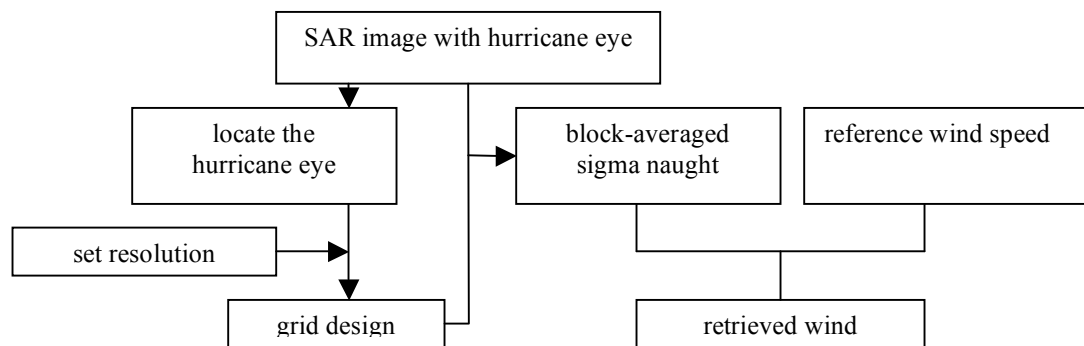 SAR image with hurricane eye
locate the
hurricane eye
block-averaged
sigma naught
reference wind speed
set resolution
grid design
retrieved wind